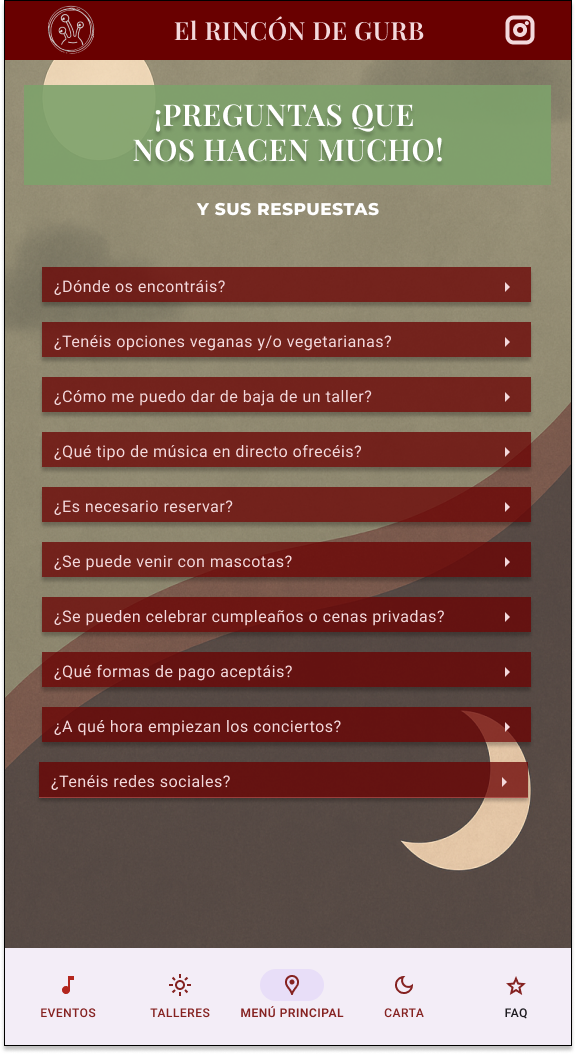 El RINCÓN DE GURB
¡PREGUNTAS QUE
NOS HACEN MUCHO!
Y SUS RESPUESTAS
¿Dónde os encontráis?
¿Tenéis opciones veganas y/o vegetarianas?
¿Cómo me puedo dar de baja de un taller?
¿Qué tipo de música en directo ofrecéis?
¿Es necesario reservar?
¿Se puede venir con mascotas?
¿Se pueden celebrar cumpleaños o cenas privadas?
¿Qué formas de pago aceptáis?
¿A qué hora empiezan los conciertos?
¿Tenéis redes sociales?
EVENTOS
TALLERES
MENÚ PRINCIPAL
CARTA
FAQ